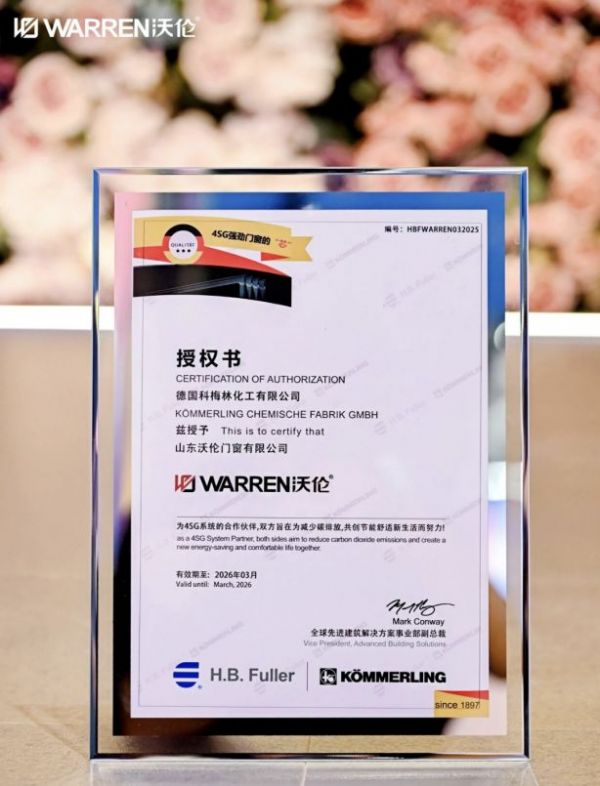 WARREN沃伦®
编号：HBFWARREN032025
4SG强劲门窗的“芯”
QUALITÄT
授权书
CERTIFICATION OF AUTHORIZATION
德国科梅林化工有限公司
KÖMMERLING CHEMISCHE FABRIK GMBH
兹授予 This is to certify that
山东沃伦门窗有限公司
WARREN沃伦®
为4SG系统的合作伙伴,双方旨在为减少碳排放,共创节能舒适新生活而努力!
as a 4SG System Partner, both sides aim to reduce carbon dioxide emissions and create a
new energy-saving and comfortable life together.
有效期至： 2026年03月
Valid until: March, 2026
Mark Conway
全球先进建筑解决方案事业部副总裁
Vice President, Advanced Building Solutions
H.B. Fuller
KÖMMERLING
since 1897